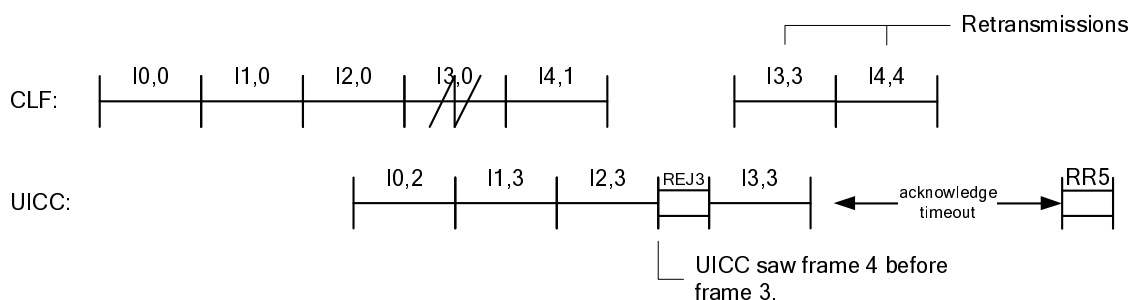 Retransmissions
I0,0 I1,0 I2,0 I3,0 I4,1 I3,3 I4,4
CLF:
I0,2 I1,3 I2,3 REJ3 I3,3 RR5
UICC:
acknowledge
timeout
UICC saw frame 4 before
frame 3.